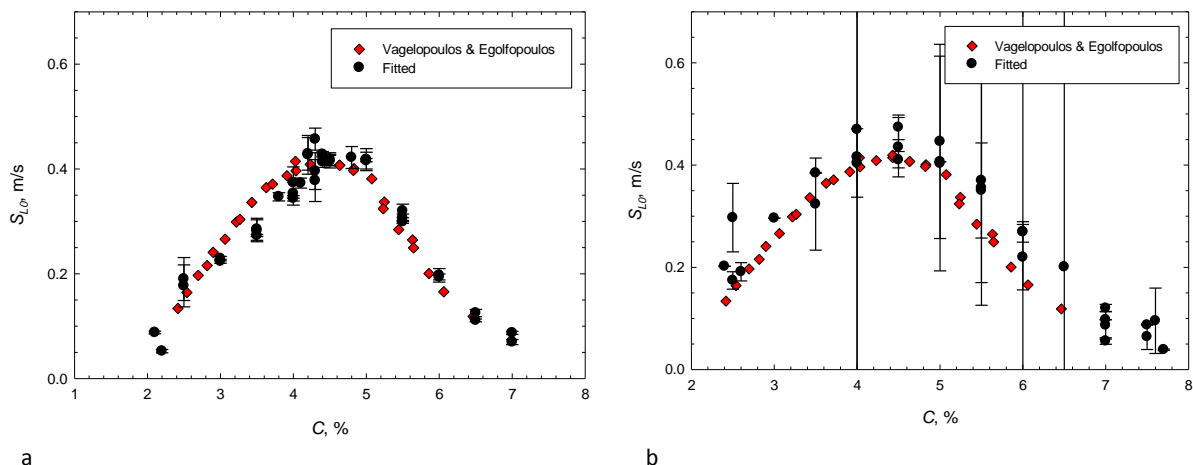 Vagelopoulos & Egolfopoulos
Fitted
0.6
0.4
0.2
0.0
S_L0, m/s
1 2 3 4 5 6 7 8
C, %
a
Vagelopoulos & Egolfopoulos
Fitted
0.6
0.4
0.2
0.0
S_L0, m/s
2 3 4 5 6 7 8
C, %
b